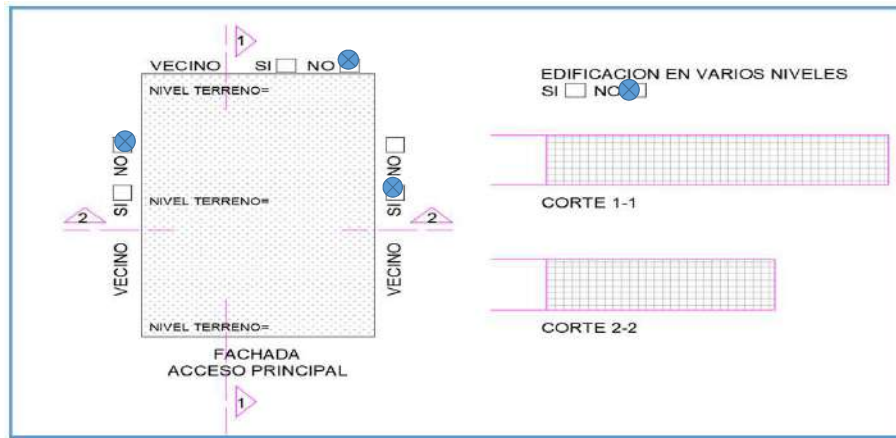 1
VECINO SI NO
NIVEL TERRENO=
EDIFICACION EN VARIOS NIVELES
SI NO
VECINO SI NO
NIVEL TERRENO=
VECINO SI NO
2
2
CORTE 1-1
NIVEL TERRENO=
FACHADA
ACCESO PRINCIPAL
CORTE 2-2
1